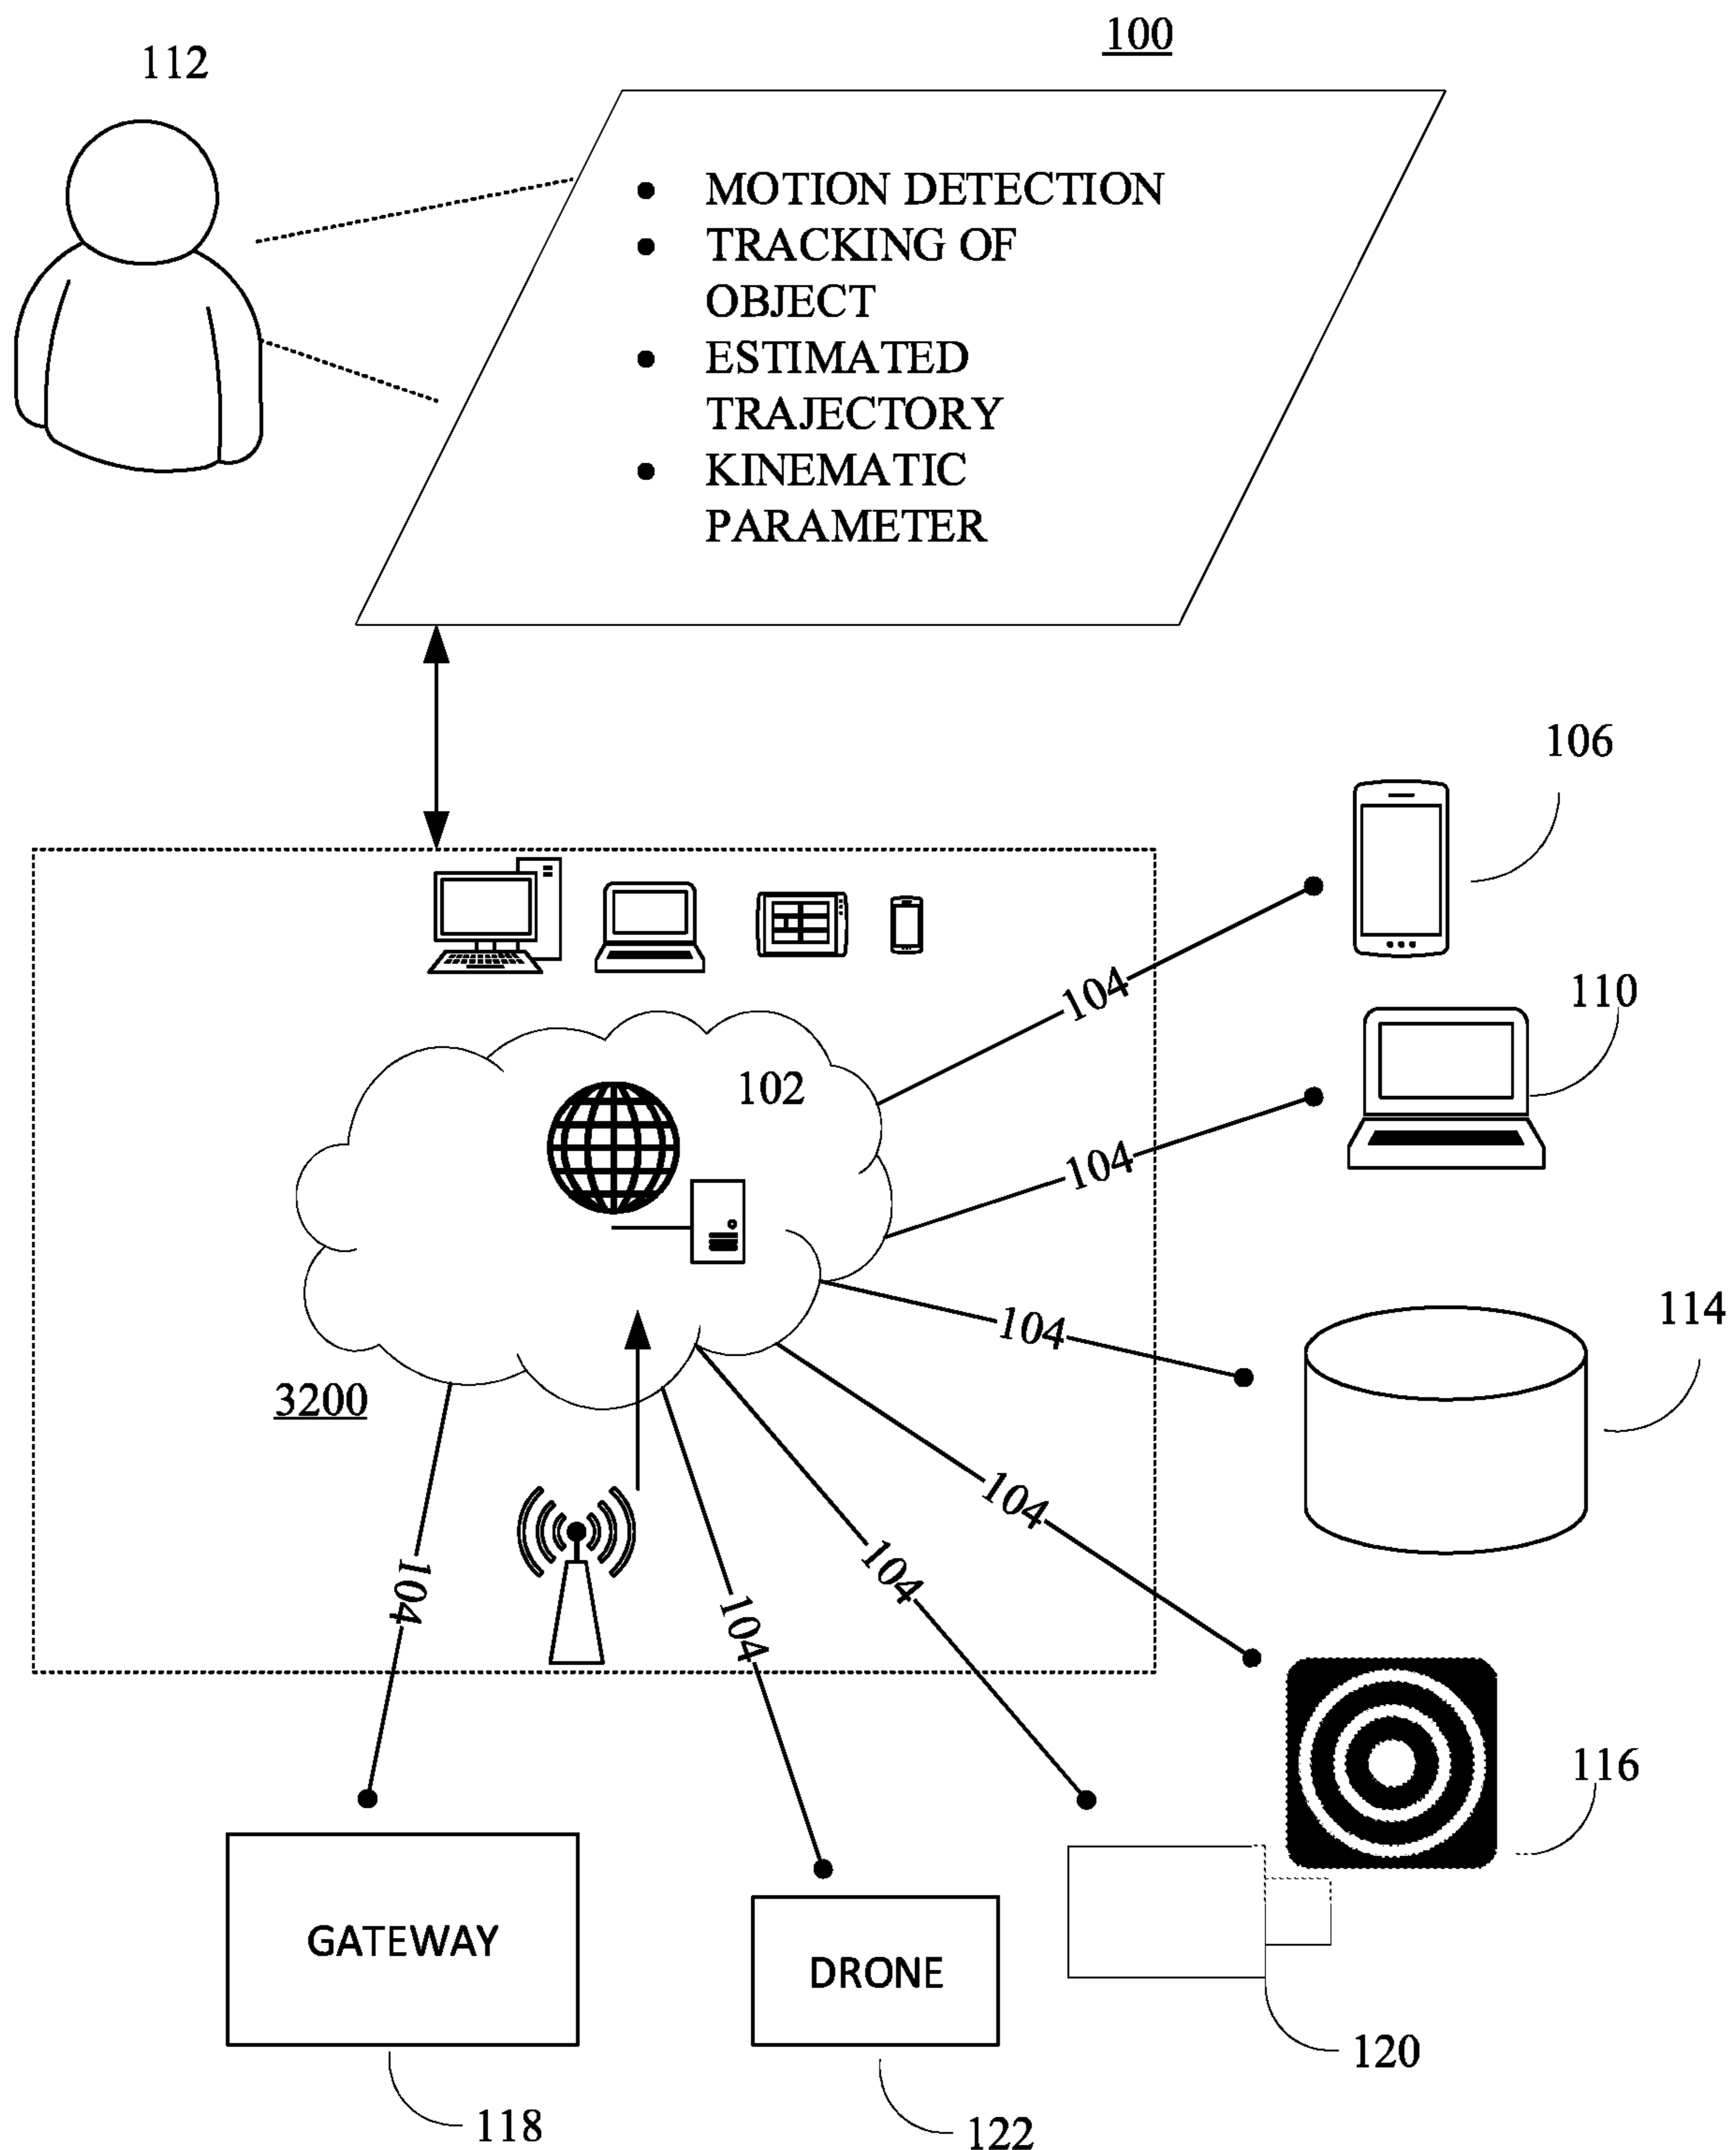 100
112
• MOTION DETECTION
• TRACKING OF
OBJECT
• ESTIMATED
TRAJECTORY
• KINEMATIC
PARAMETER
106
104
110
102
104
114
104
3200
104
104
104
104
116
GATEWAY
DRONE
120
118
122